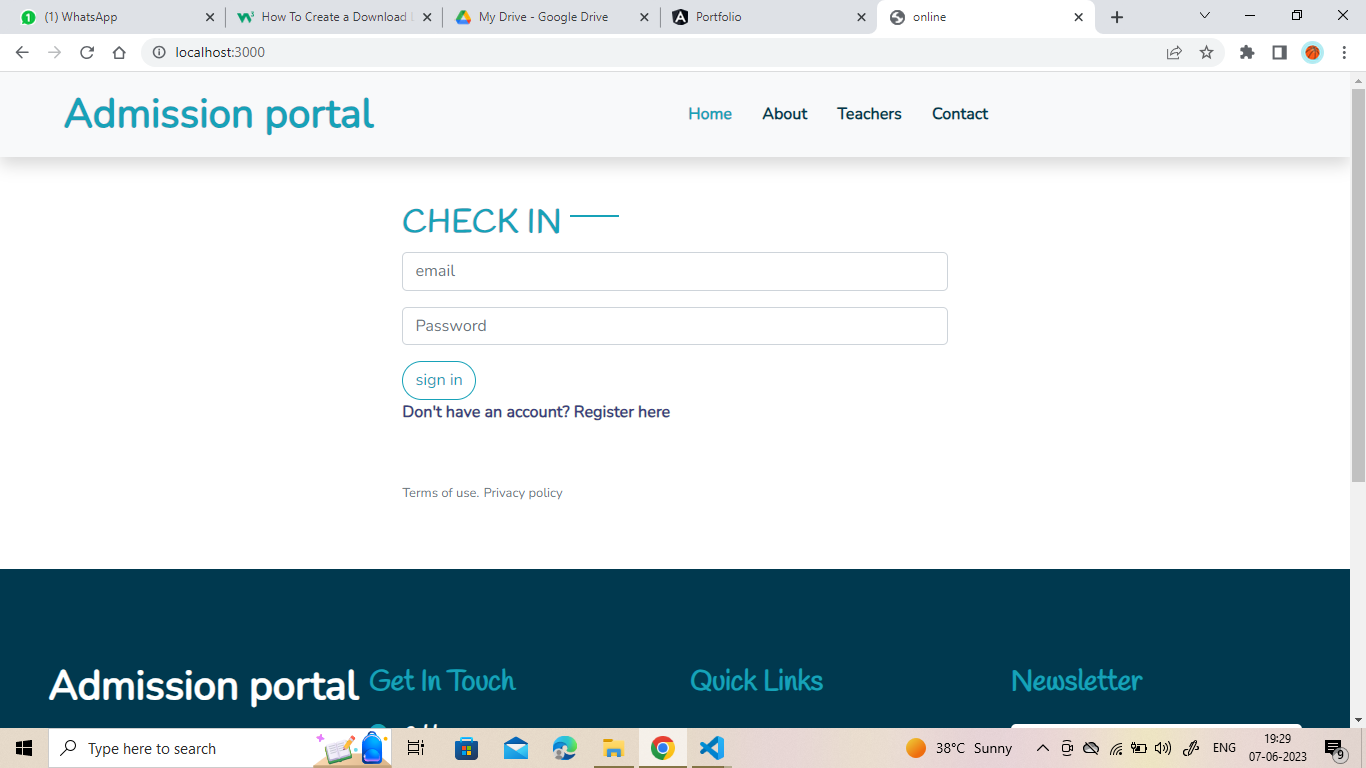 (1) WhatsApp
How To Create a Download
My Drive - Google Drive
Portfolio
online
localhost:3000
Admission portal
Home About Teachers Contact
CHECK IN
email
Password
sign in
Don't have an account? Register here
Terms of use. Privacy policy
Admission portal
Get In Touch
Quick Links
Newsletter
Type here to search
38°C Sunny
ENG
19:29
07-06-2023
9